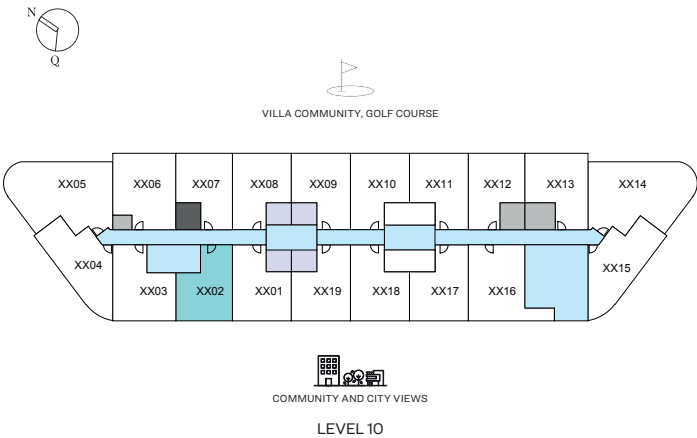 N
Q
VILLA COMMUNITY, GOLF COURSE
XX05 XX06 XX07 XX08 XX09 XX10 XX11 XX12 XX13 XX14
XX04 XX03 XX02 XX01 XX19 XX18 XX17 XX16 XX15
COMMUNITY AND CITY VIEWS
LEVEL 10